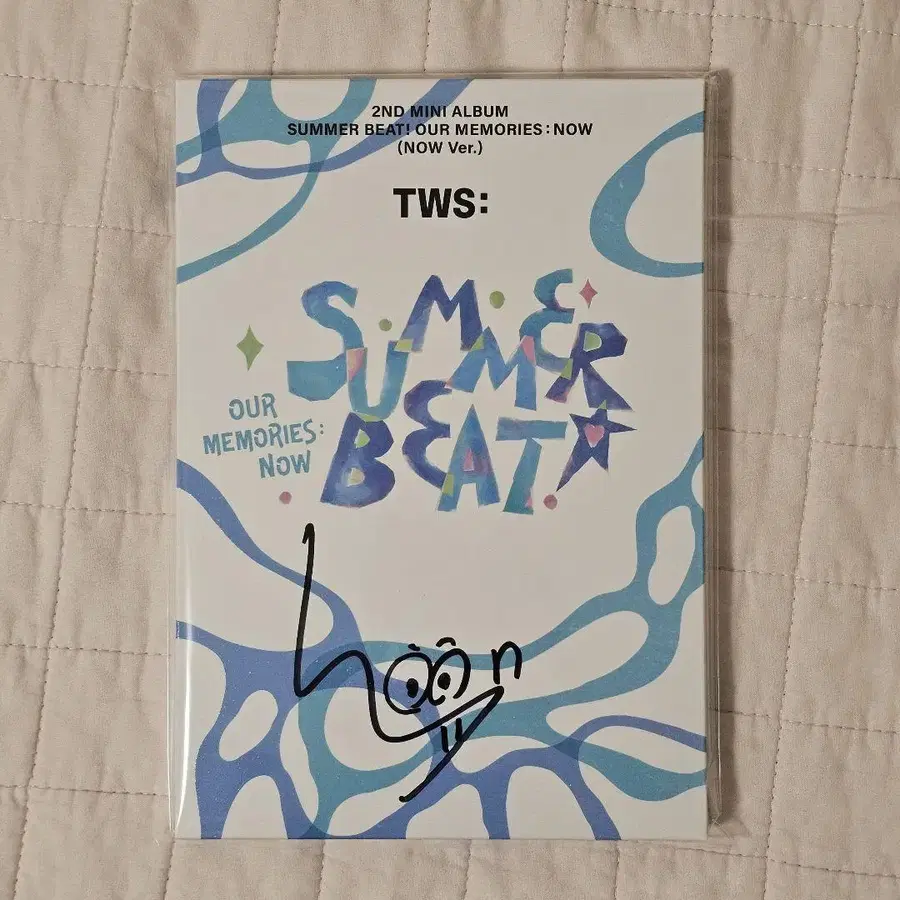 2ND MINI ALBUM
SUMMER BEAT! OUR MEMORIES : NOW
(NOW Ver.)
TWS:
SUMMER
BEAT
OUR
MEMORIES:
NOW
hoon